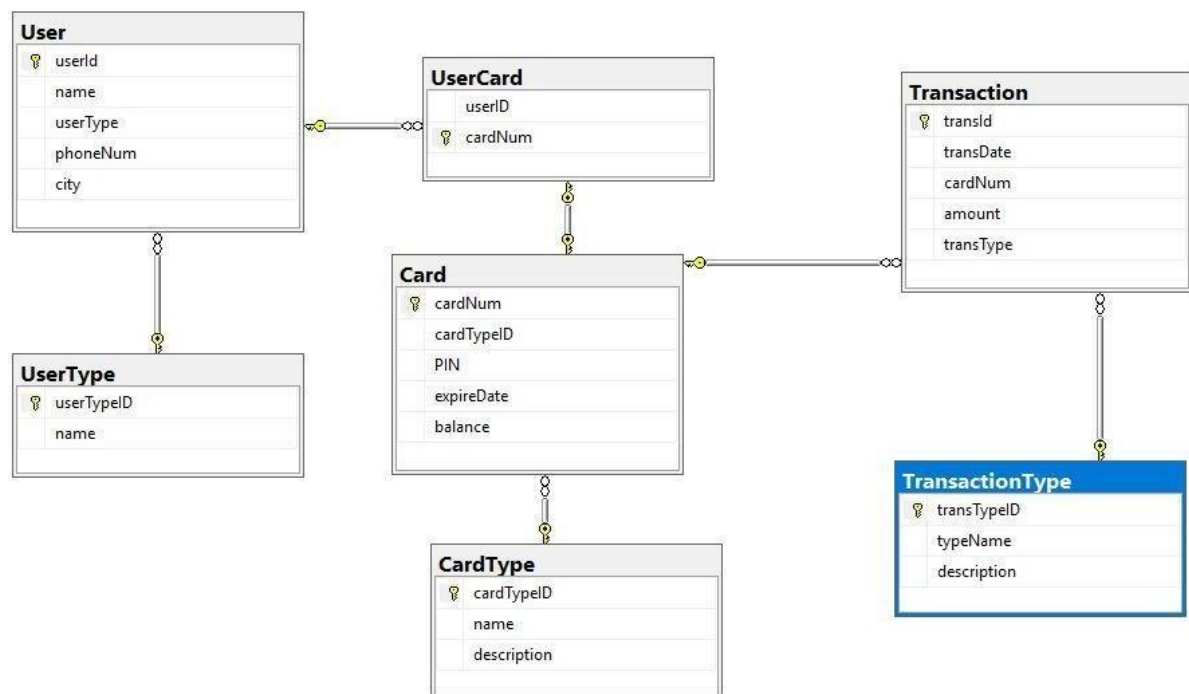 User
userId
name
userType
phoneNum
city
UserCard
userID
cardNum
Transaction
transId
transDate
cardNum
amount
transType
Card
cardNum
cardTypeID
PIN
expireDate
balance
UserType
userTypeID
name
TransactionType
transTypeID
typeName
description
CardType
cardTypeID
name
description